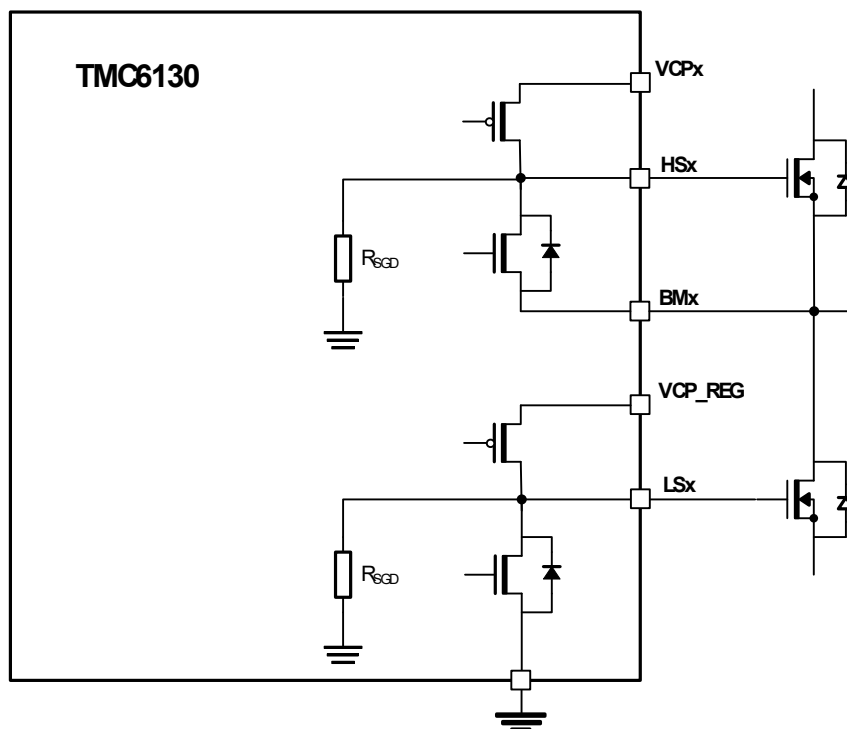 TMC6130
VCPx
HSx
RSGD
BMx
VCP_REG
LSx
RSGD